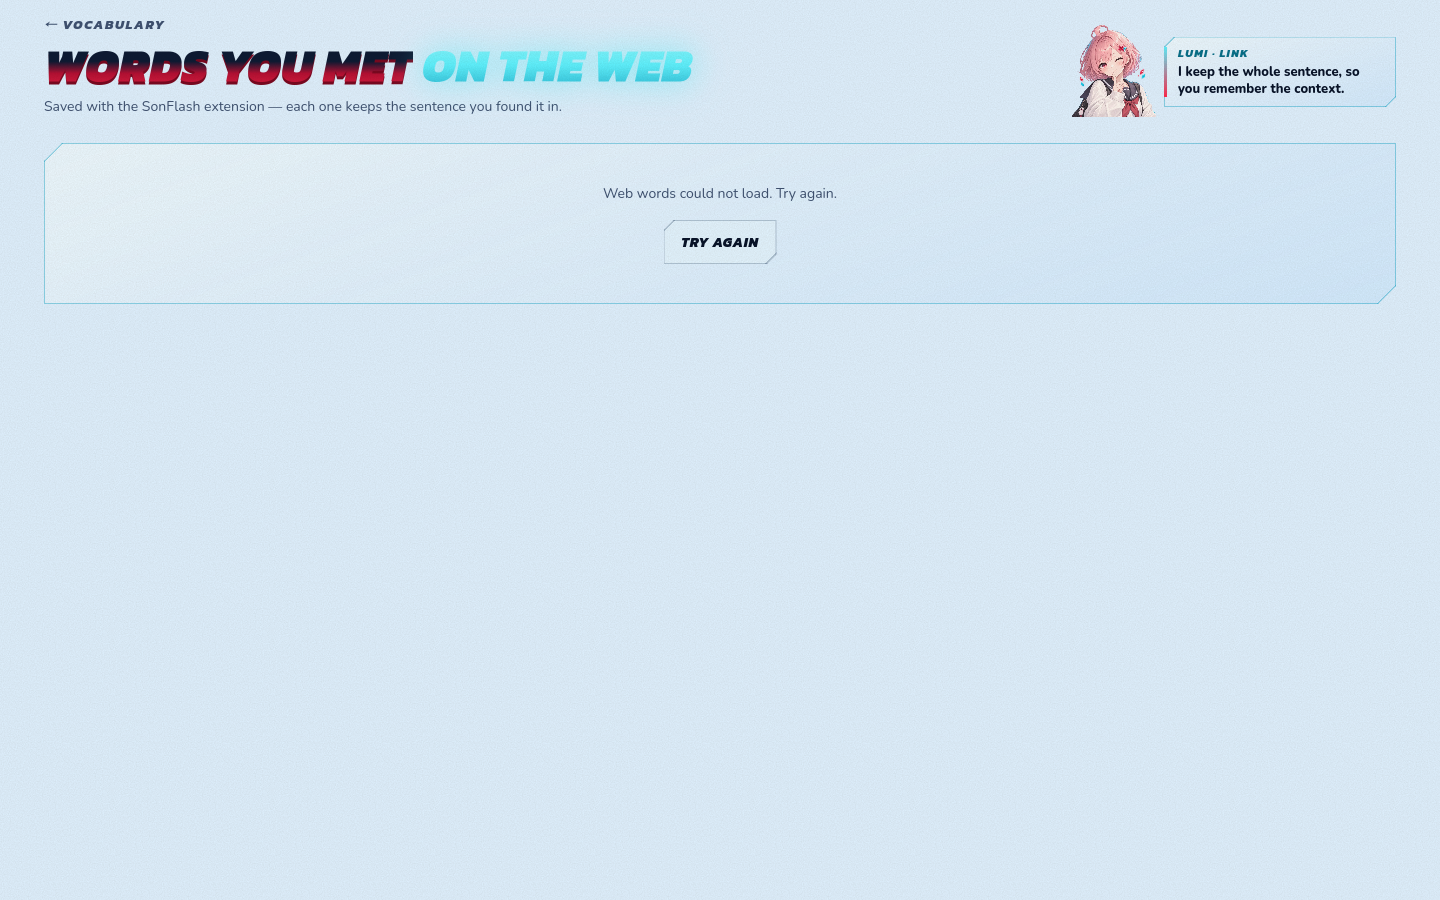 ← VOCABULARY
WORDS YOU MET ON THE WEB
Saved with the SonFlash extension — each one keeps the sentence you found it in.
LUMI · LINK
I keep the whole sentence, so
you remember the context.
Web words could not load. Try again.
TRY AGAIN